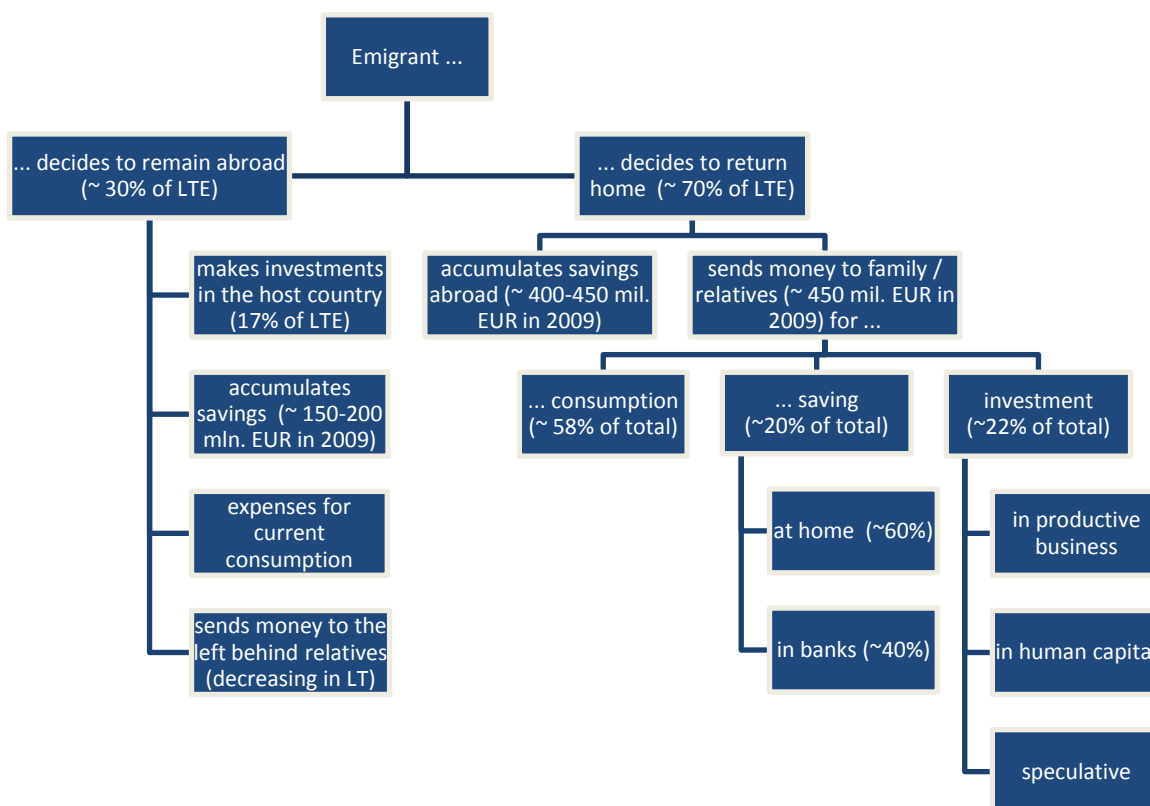 Emigrant ...
... decides to remain abroad
(~ 30% of LTE)
... decides to return
home (~ 70% of LTE)
makes investments
in the host country
(17% of LTE)
accumulates savings
abroad (~ 400-450 mil.
EUR in 2009)
sends money to family /
relatives (~ 450 mil. EUR in
2009) for ...
accumulates
savings (~ 150-200
mln. EUR in 2009)
... consumption
(~ 58% of total)
... saving
(~20% of total)
investment
(~22% of total)
expenses for
current
consumption
at home (~60%)
in productive
business
sends money to the
left behind relatives
(decreasing in LT)
in banks (~40%)
in human capita
speculative